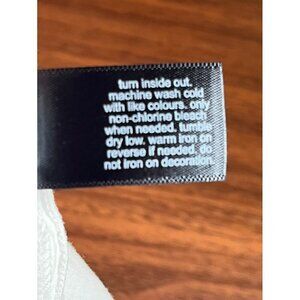 turn inside out.
machine wash cold
with like colours. only
non-chlorine bleach
when needed. tumble
dry low. warm iron on
reverse if needed. do
not iron on decoration.